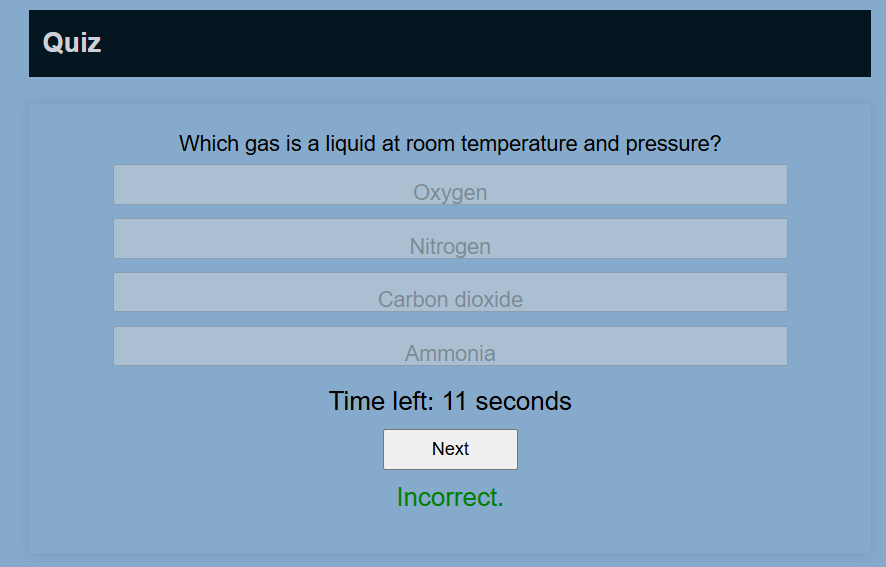 Quiz
Which gas is a liquid at room temperature and pressure?
Oxygen
Nitrogen
Carbon dioxide
Ammonia
Time left: 11 seconds
Next
Incorrect.